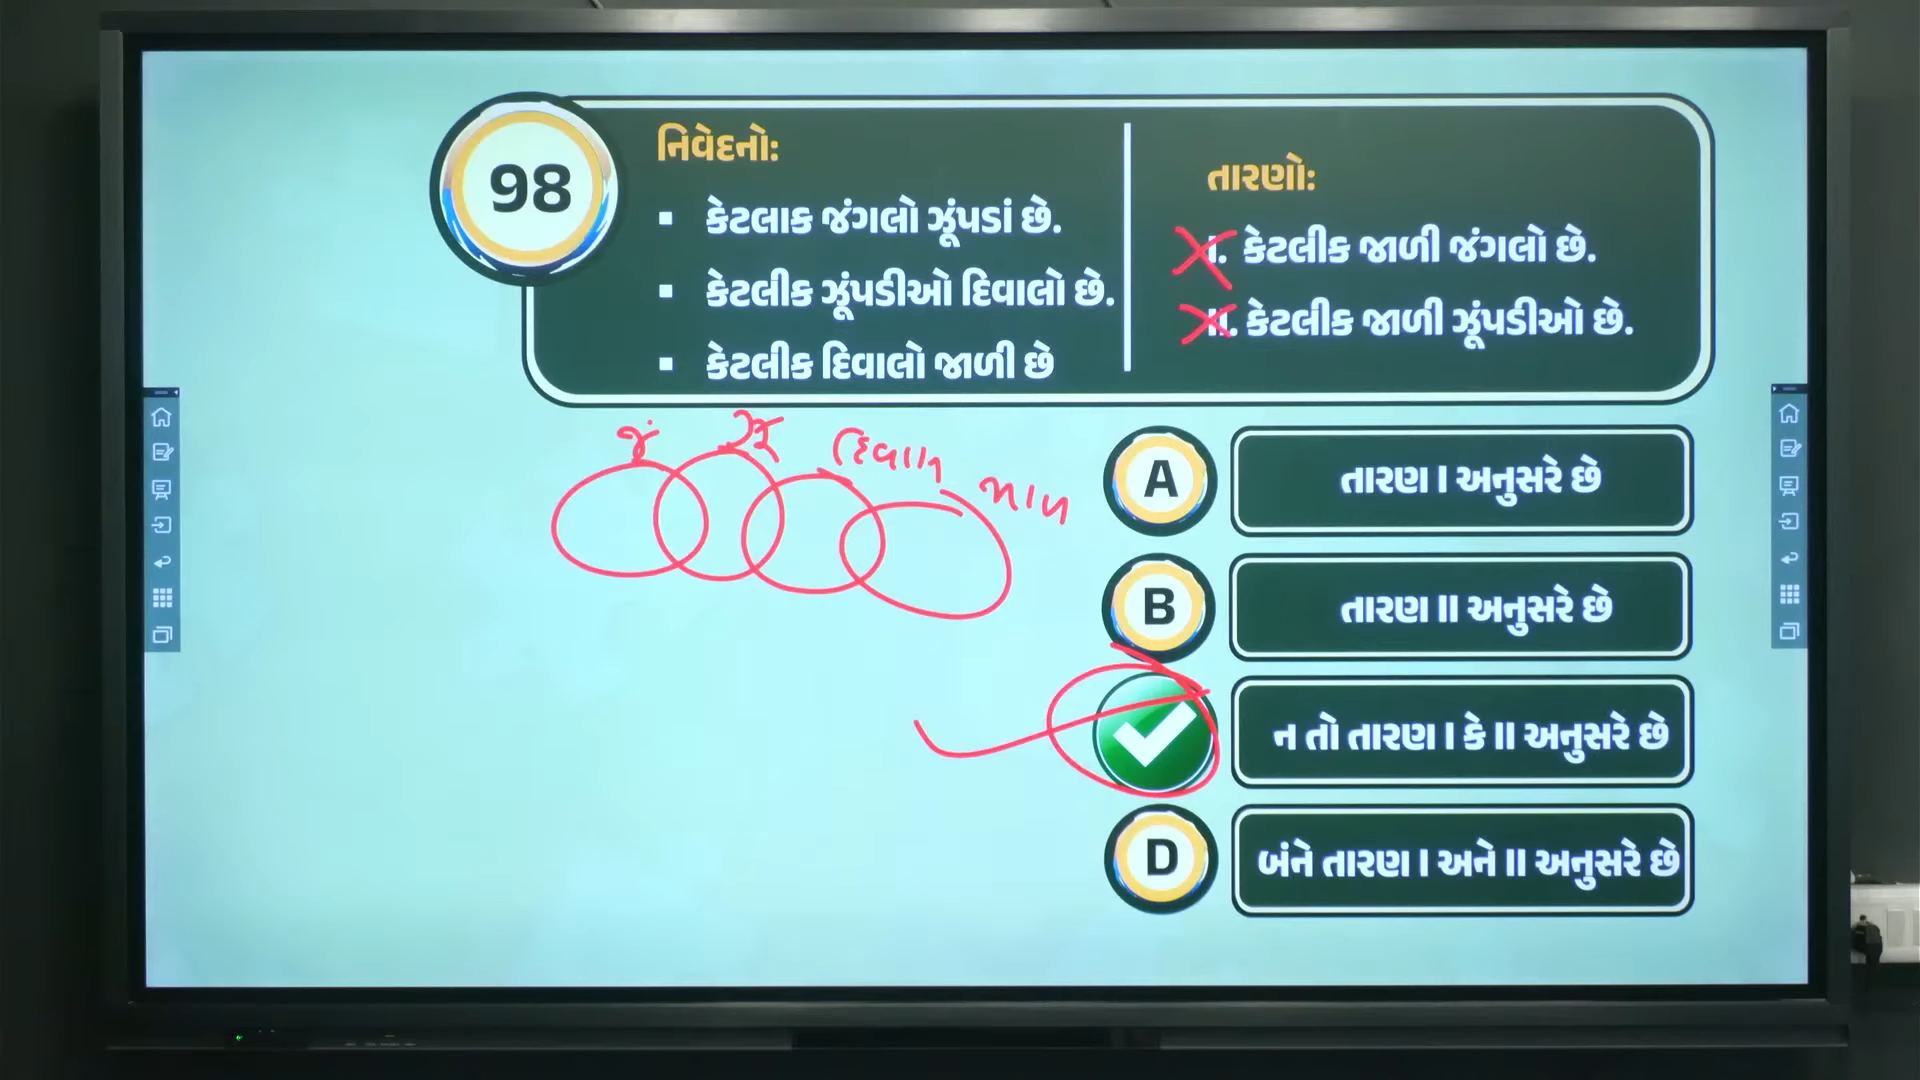 98
નિવેદનો:
▪ કેટલાક જંગલો ઝૂંપડાં છે.
▪ કેટલીક ઝૂંપડીઓ દિવાલો છે.
▪ કેટલીક દિવાલો જાળી છે
તારણો:
I. કેટલીક જાળી જંગલો છે.
II. કેટલીક જાળી ઝૂંપડીઓ છે.
જં
ઝૂ
દિવાલ
A તારણ I અનુસરે છે
B તારણ II અનુસરે છે
ન તો તારણ I કે II અનુસરે છે
D બંને તારણ I અને II અનુસરે છે